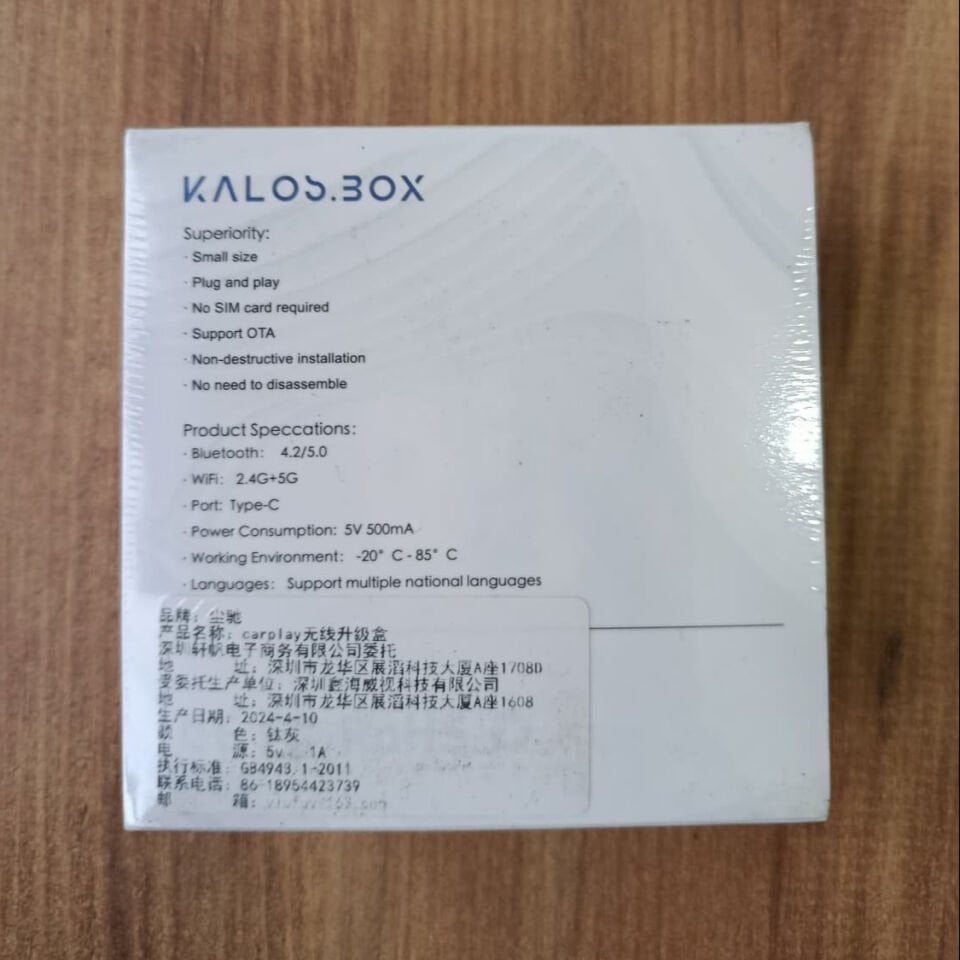 KALOS.BOX
Superiority:
· Small size
· Plug and play
· No SIM card required
· Support OTA
· Non-destructive installation
· No need to disassemble
Product Speccations:
· Bluetooth: 4.2/5.0
· WiFi: 2.4G+5G
· Port: Type-C
· Power Consumption: 5V 500mA
· Working Environment: -20° C - 85° C
· Languages: Support multiple national languages
品牌: 尘驰
产品名称: carplay无线升级盒
深圳轩帆电子商务有限公司委托
地 址: 深圳市龙华区展滔科技大厦A座1708D
受委托生产单位: 深圳鑫海威视科技有限公司
地 址: 深圳市龙华区展滔科技大厦A座1608
生产日期: 2024-4-10
颜 色: 钛灰
电 源: 5v 1A
执行标准: GB4943.1-2011
联系电话: 86-18954423739
邮 箱: